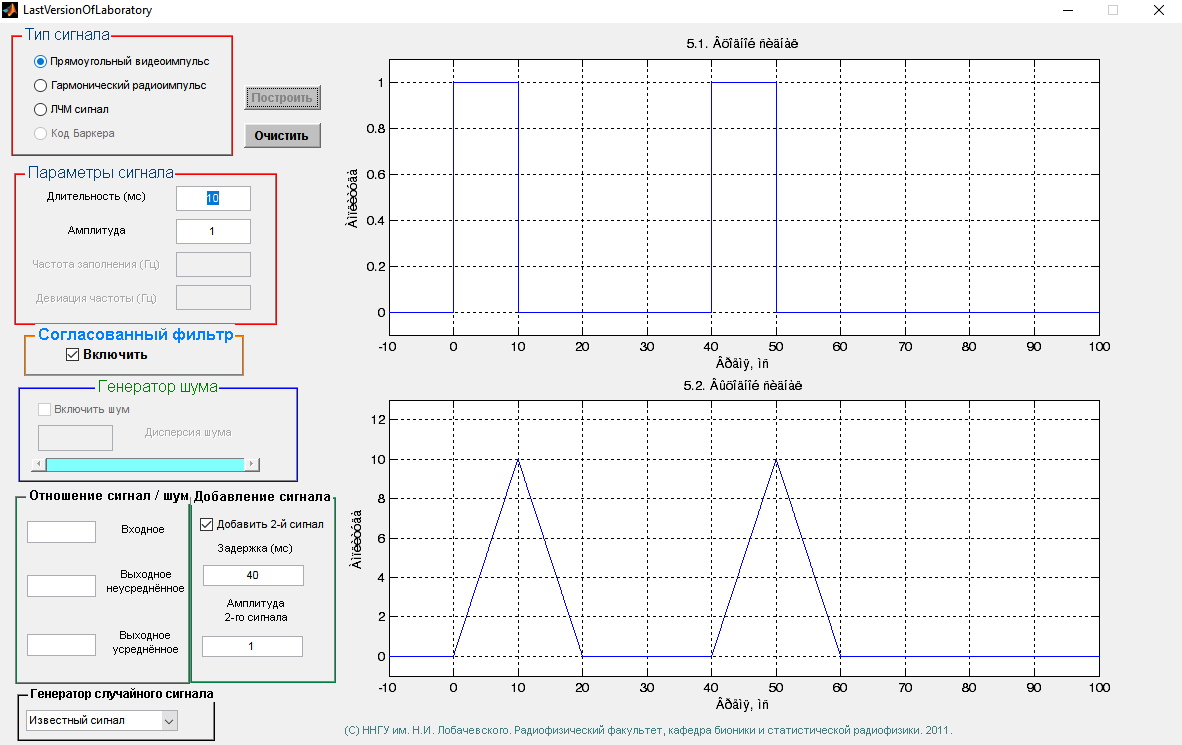 LastVersionOfLaboratory
Тип сигнала
Прямоугольный видеоимпульс
Гармонический радиоимпульс
ЛЧМ сигнал
Код Баркера
Построить
Очистить
Параметры сигнала
Длительность (мс)
10
Амплитуда
1
Частота заполнения (Гц)
Девиация частоты (Гц)
Согласованный фильтр
Включить
Генератор шума
Включить шум
Дисперсия шума
Отношение сигнал / шум
Входное
Выходное
неусреднённое
Выходное
усреднённое
Добавление сигнала
Добавить 2-й сигнал
Задержка (мс)
40
Амплитуда
2-го сигнала
1
Генератор случайного сигнала
Известный сигнал
5.1. Âõîäíîé ñèãíàë
Àìïëèòóäà
1
0.8
0.6
0.4
0.2
0
-10 0 10 20 30 40 50 60 70 80 90 100
Âðåìÿ, ìñ
5.2. Âûõîäíîé ñèãíàë
Àìïëèòóäà
12
10
8
6
4
2
0
-10 0 10 20 30 40 50 60 70 80 90 100
Âðåìÿ, ìñ
(C) ННГУ им. Н.И. Лобачевского. Радиофизический факультет, кафедра бионики и статистической радиофизики. 2011.